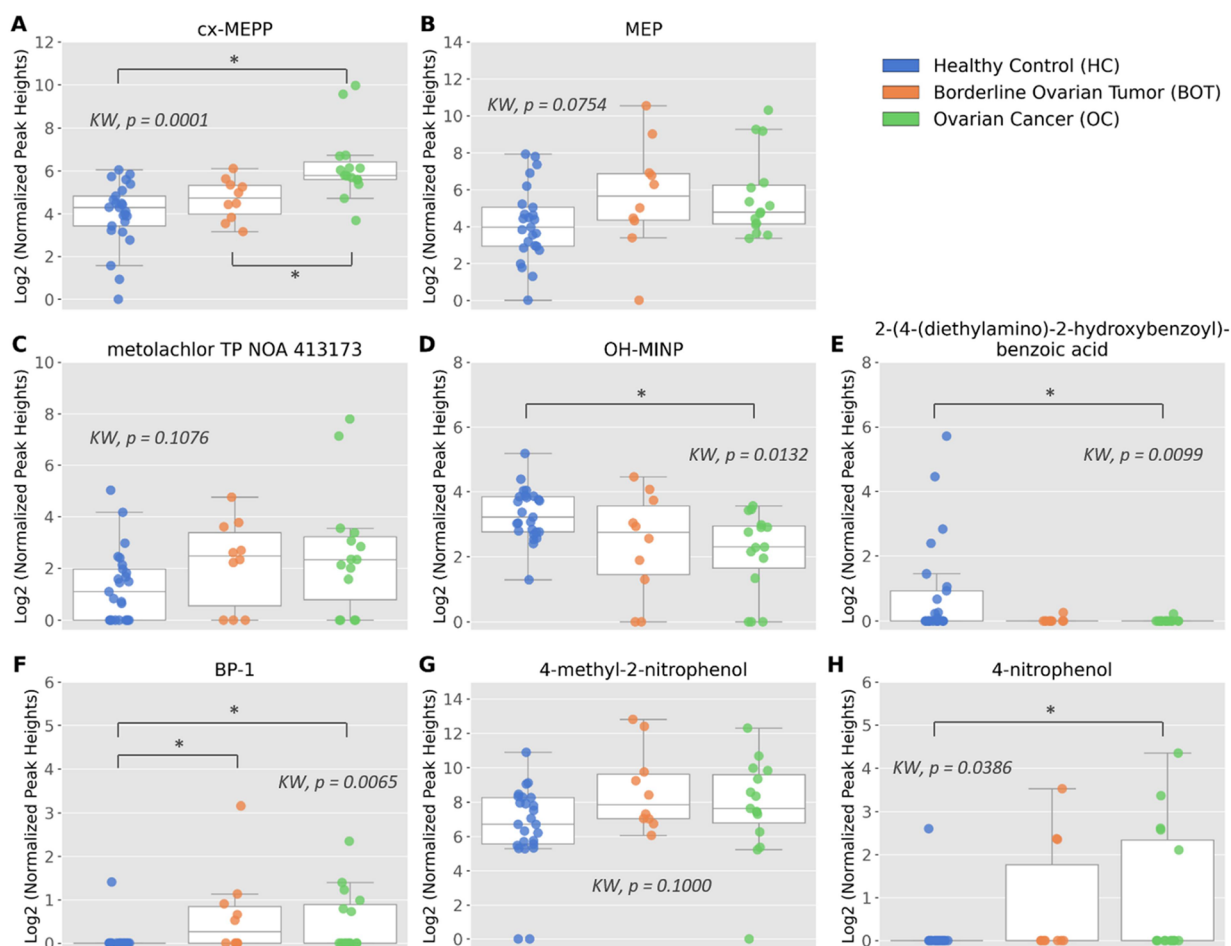 A
cx-MEPP
Log2 (Normalized Peak Heights)
12
10
8
6
4
2
0
*
KW, p = 0.0001
*
B
MEP
Log2 (Normalized Peak Heights)
14
12
10
8
6
4
2
0
KW, p = 0.0754
Healthy Control (HC)
Borderline Ovarian Tumor (BOT)
Ovarian Cancer (OC)
C
metolachlor TP NOA 413173
Log2 (Normalized Peak Heights)
10
8
6
4
2
0
KW, p = 0.1076
D
OH-MINP
Log2 (Normalized Peak Heights)
8
6
4
2
0
*
KW, p = 0.0132
E
2-(4-(diethylamino)-2-hydroxybenzoyl)-
benzoic acid
Log2 (Normalized Peak Heights)
8
6
4
2
0
*
KW, p = 0.0099
F
BP-1
Log2 (Normalized Peak Heights)
6
5
4
3
2
1
0
*
*
KW, p = 0.0065
G
4-methyl-2-nitrophenol
Log2 (Normalized Peak Heights)
14
12
10
8
6
4
2
0
KW, p = 0.1000
H
4-nitrophenol
Log2 (Normalized Peak Heights)
6
5
4
3
2
1
0
*
KW, p = 0.0386